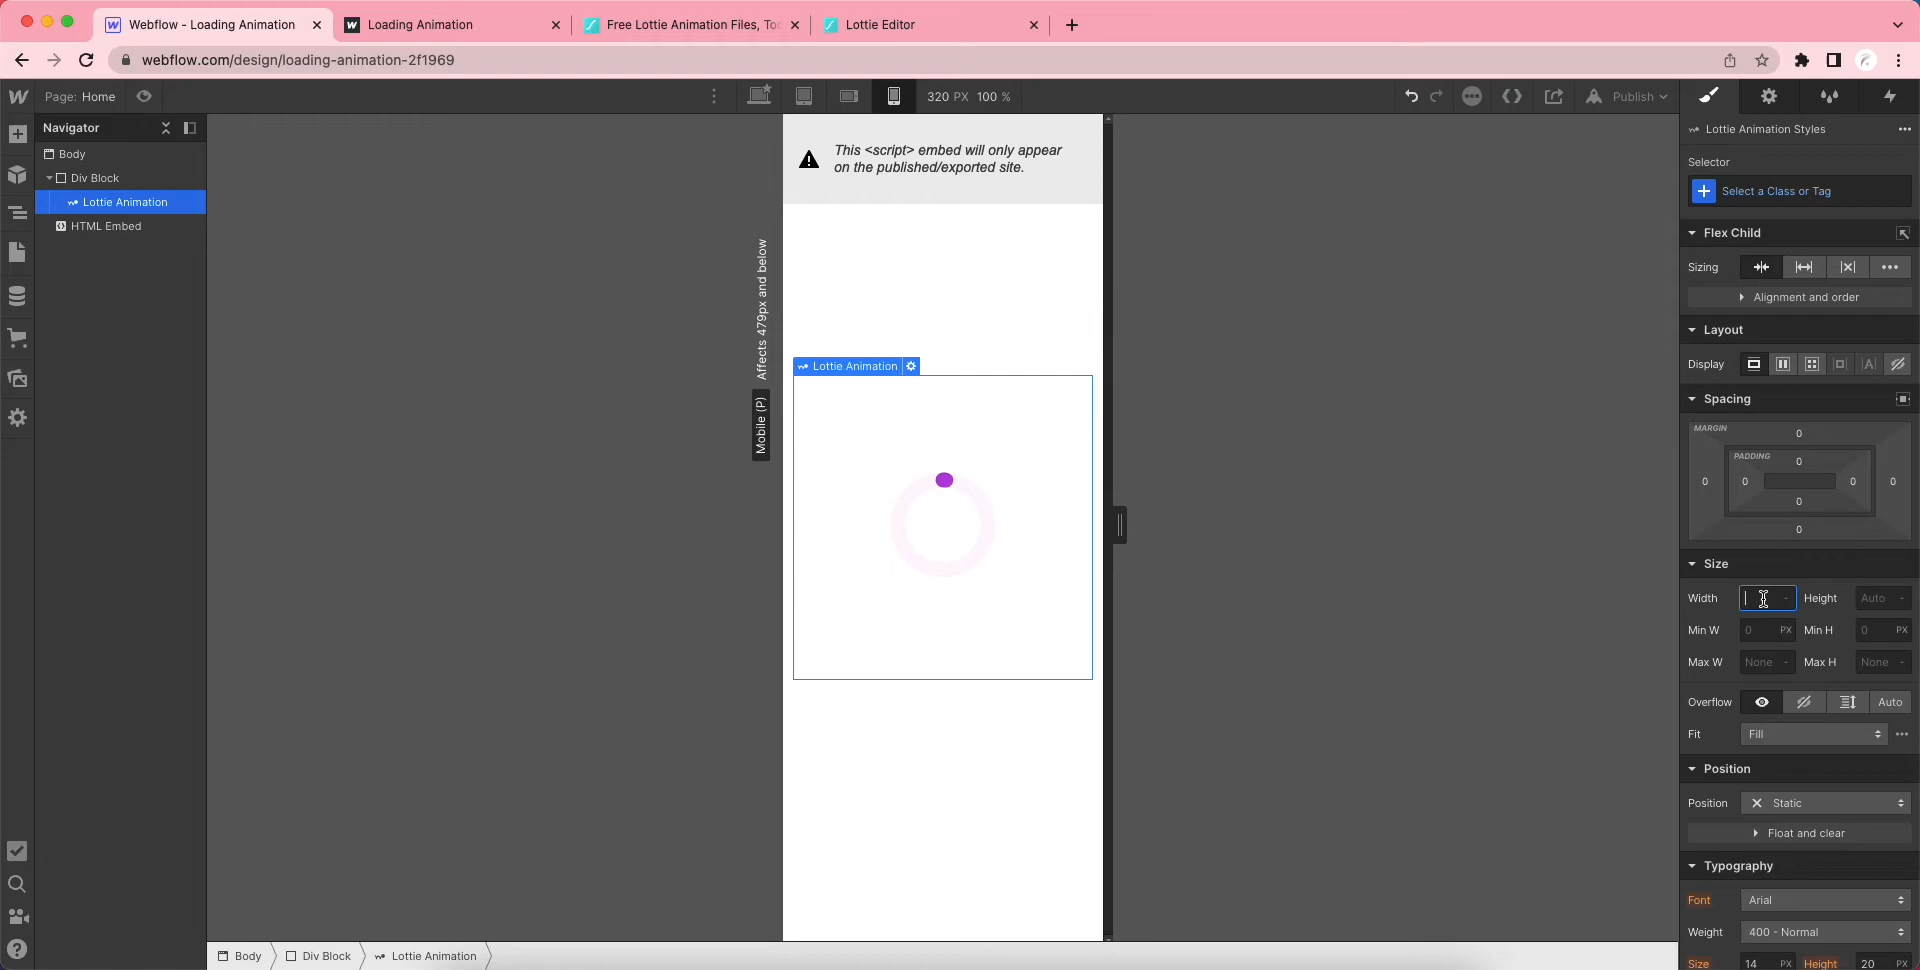 Webflow - Loading Animation
Loading Animation
Free Lottie Animation Files, Too
Lottie Editor
webflow.com/design/loading-animation-2f1969
Page: Home
320 PX 100 %
Publish
Navigator
Body
Div Block
Lottie Animation
HTML Embed
This <script> embed will only appear
on the published/exported site.
Affects 479px and below
Mobile (P)
Lottie Animation
Lottie Animation Styles
Selector
Select a Class or Tag
Flex Child
Sizing
Alignment and order
Layout
Display
Spacing
MARGIN
0
PADDING
0
0 0 0 0
0
0
Size
Width - Height Auto -
Min W 0 PX Min H 0 PX
Max W None - Max H None -
Overflow Auto
Fit Fill
Position
Position Static
Float and clear
Typography
Font Arial
Weight 400 - Normal
Size 14 PX Height 20 PX
Body Div Block Lottie Animation